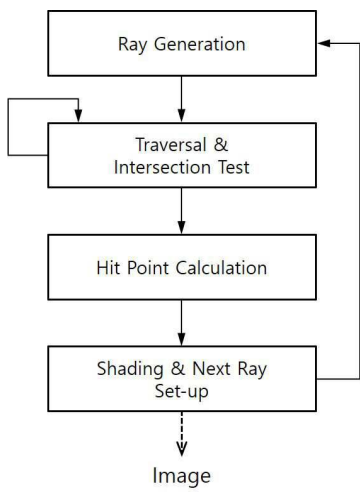 Ray Generation
Traversal &
Intersection Test
Hit Point Calculation
Shading & Next Ray
Set-up
Image